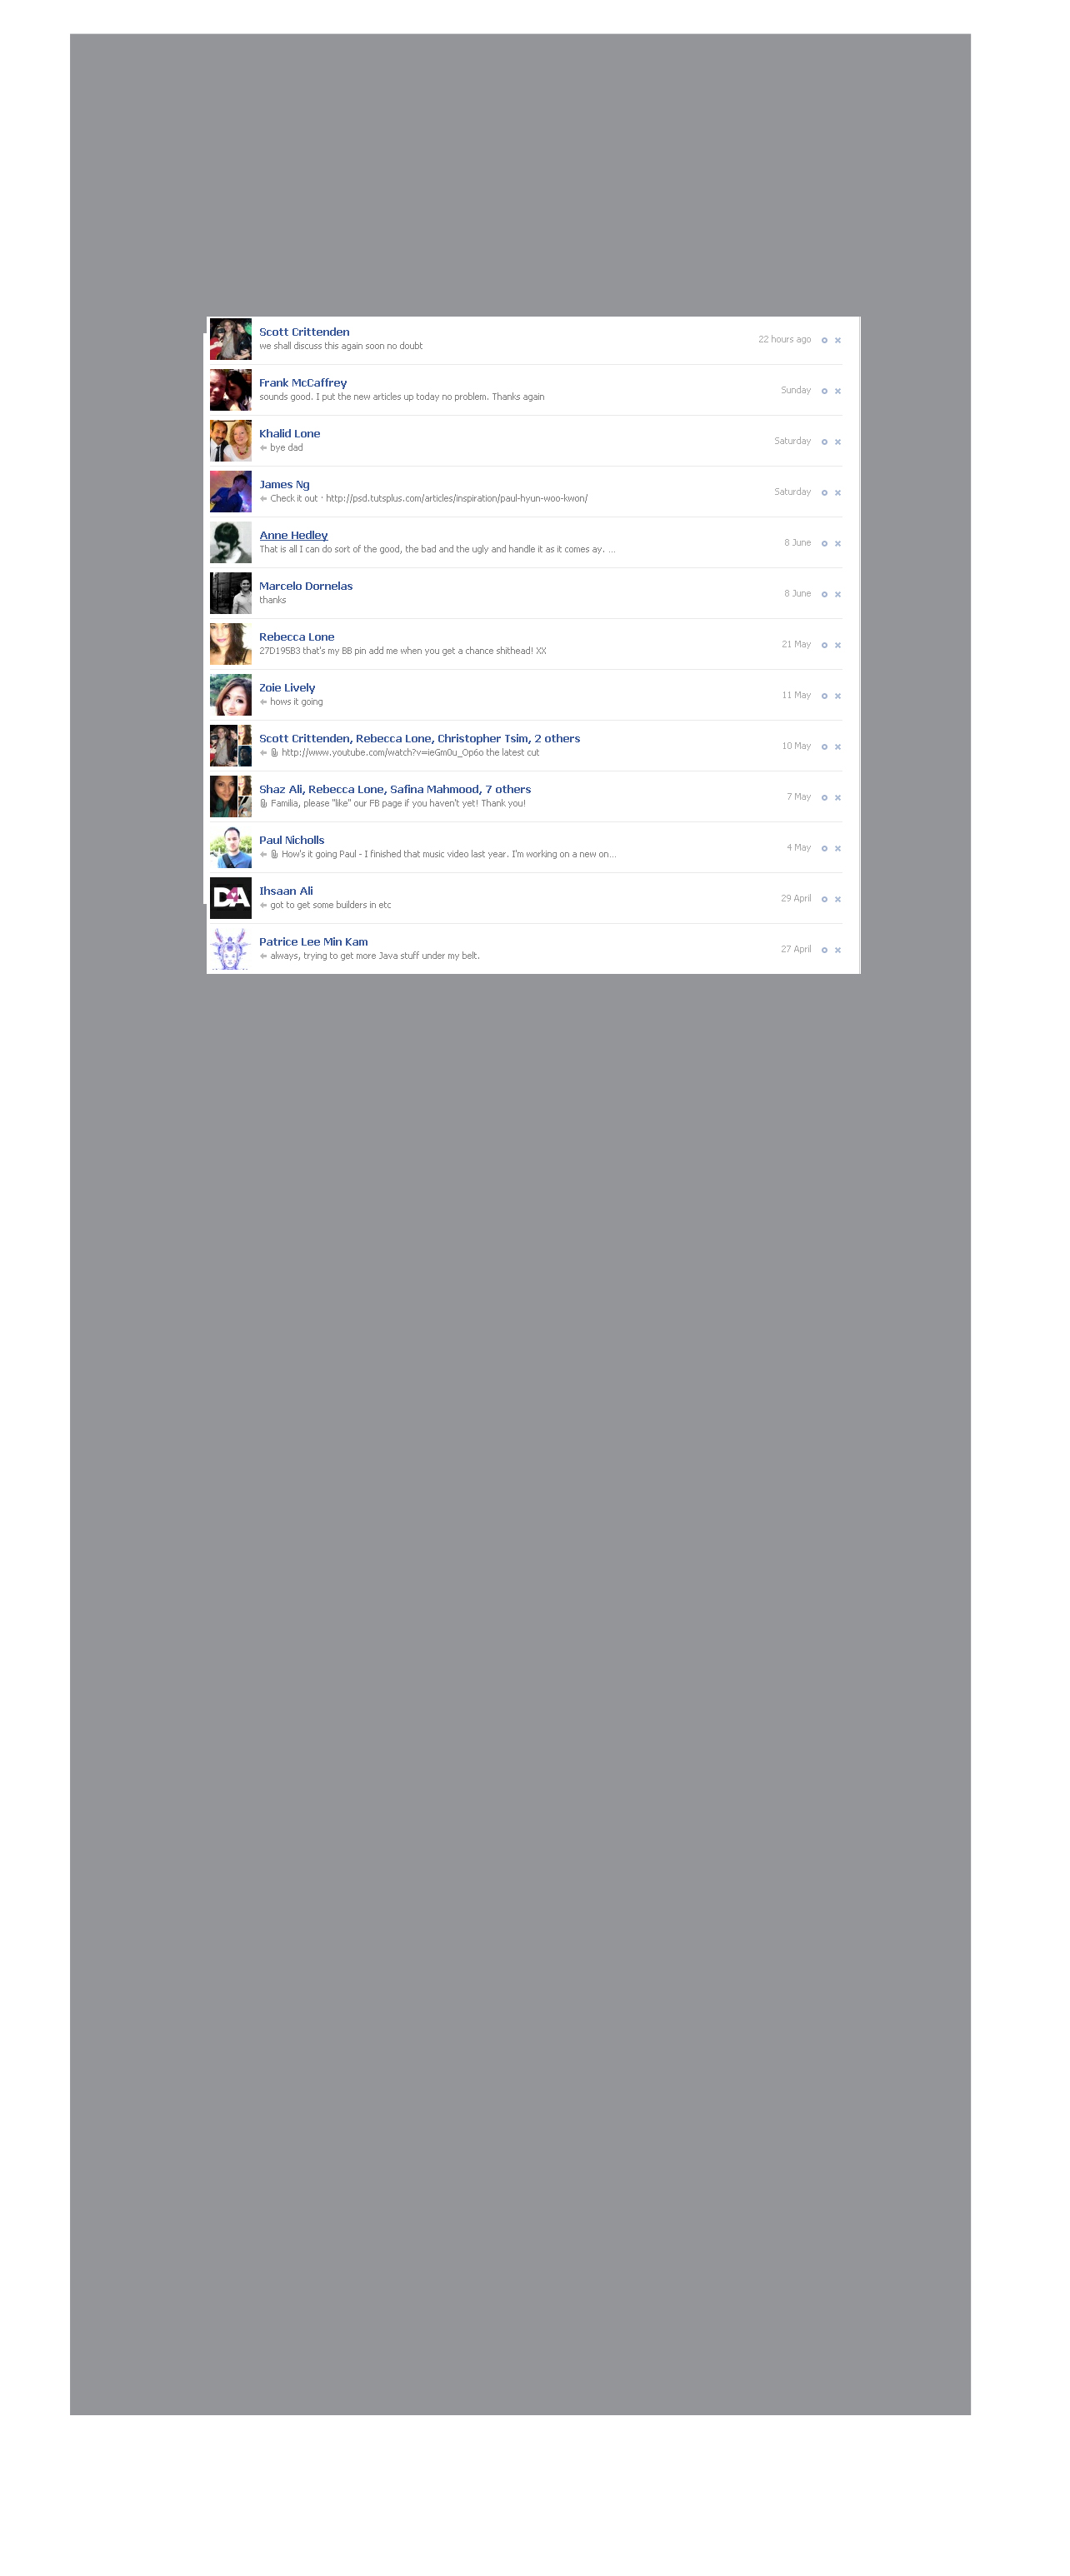 Scott Crittenden
we shall discuss this again soon no doubt
22 hours ago
Frank McCaffrey
sounds good. I put the new articles up today no problem. Thanks again
Sunday
Khalid Lone
bye dad
Saturday
James Ng
Check it out · http://psd.tutsplus.com/articles/inspiration/paul-hyun-woo-kwon/
Saturday
Anne Hedley
That is all I can do sort of the good, the bad and the ugly and handle it as it comes ay. ...
8 June
Marcelo Dornelas
thanks
8 June
Rebecca Lone
27D195B3 that's my BB pin add me when you get a chance shithead! XX
21 May
Zoie Lively
hows it going
11 May
Scott Crittenden, Rebecca Lone, Christopher Tsim, 2 others
http://www.youtube.com/watch?v=ieGm0u_Op6o the latest cut
10 May
Shaz Ali, Rebecca Lone, Safina Mahmood, 7 others
Familia, please "like" our FB page if you haven't yet! Thank you!
7 May
Paul Nicholls
How's it going Paul - I finished that music video last year. I'm working on a new on...
4 May
DA
Ihsaan Ali
got to get some builders in etc
29 April
Patrice Lee Min Kam
always, trying to get more Java stuff under my belt.
27 April